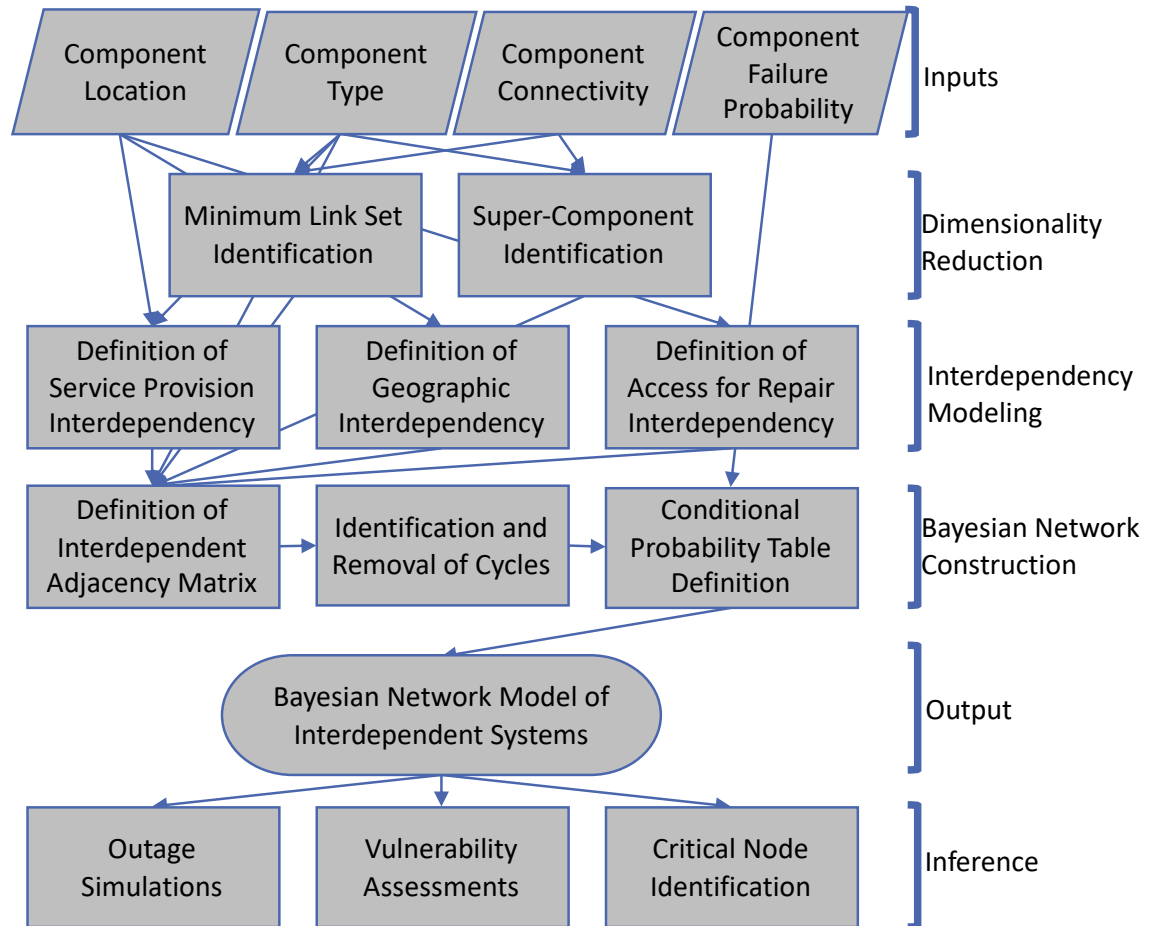 Component
Location
Component
Type
Component
Connectivity
Component
Failure
Probability
Inputs
Minimum Link Set
Identification
Super-Component
Identification
Dimensionality
Reduction
Definition of
Service Provision
Interdependency
Definition of
Geographic
Interdependency
Definition of
Access for Repair
Interdependency
Interdependency
Modeling
Definition of
Interdependent
Adjacency Matrix
Identification and
Removal of Cycles
Conditional
Probability Table
Definition
Bayesian Network
Construction
Bayesian Network Model of
Interdependent Systems
Output
Outage
Simulations
Vulnerability
Assessments
Critical Node
Identification
Inference